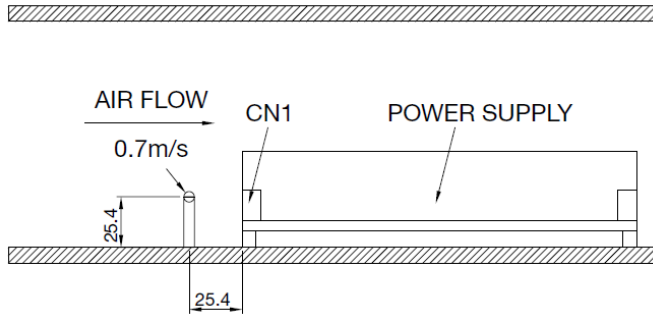 AIR FLOW
CN1
POWER SUPPLY
0.7m/s
25.4
25.4